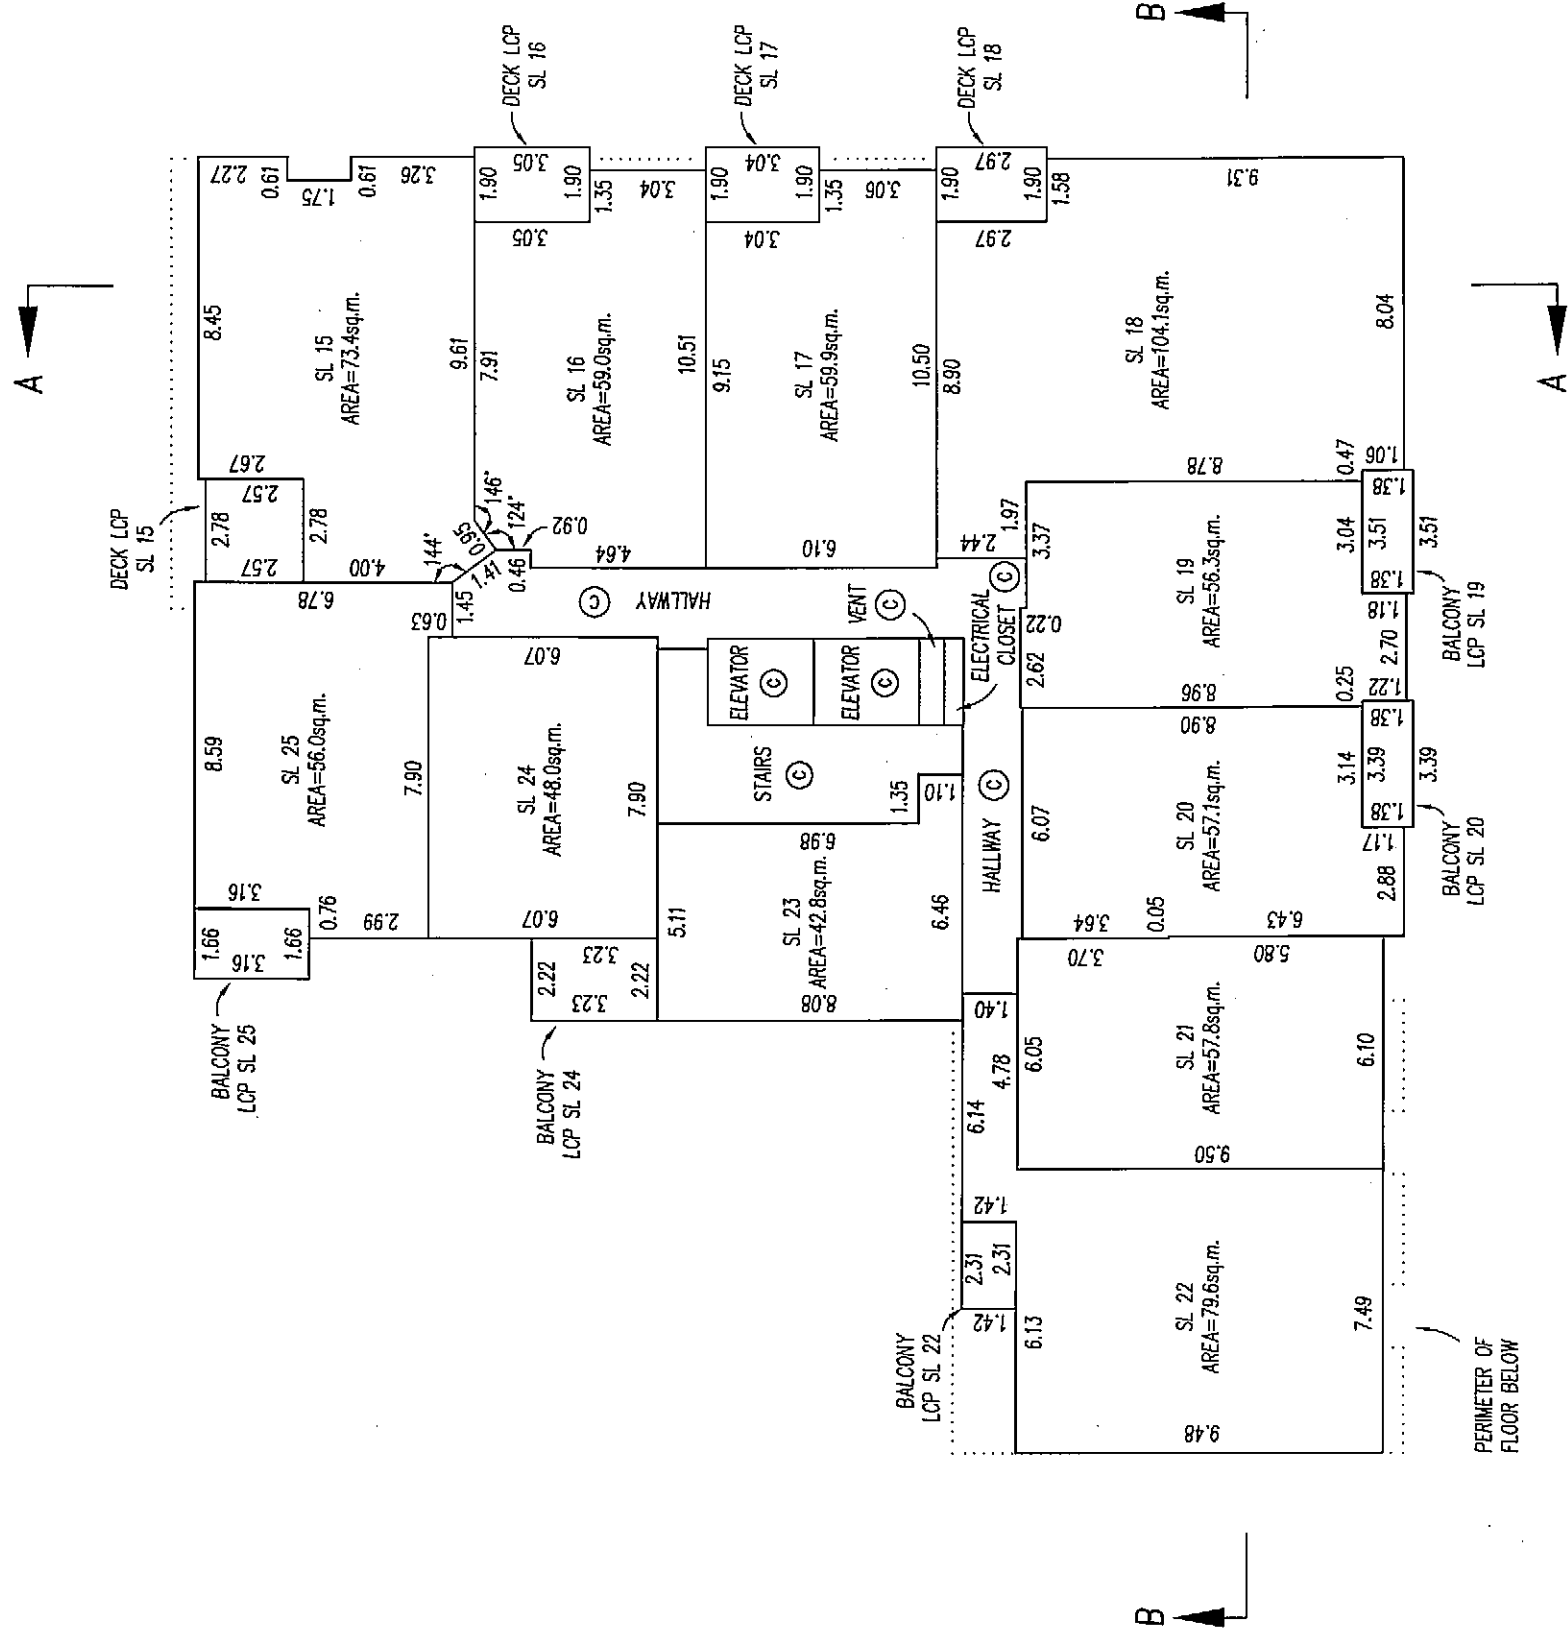 A
DECK LCP
SL 15
2.27
0.61
1.75
0.61
3.26
8.45
SL 15
AREA=73.4sq.m.
9.61
2.67
2.57
2.78
2.78
2.57
4.00
144°
146°
124°
0.95
1.41
0.46
0.92
DECK LCP
SL 16
3.05
1.90
1.90
1.35
3.04
3.05
7.91
SL 16
AREA=59.0sq.m.
10.51
4.64
DECK LCP
SL 17
3.04
1.90
1.90
1.35
3.06
3.04
9.15
SL 17
AREA=59.9sq.m.
10.50
6.10
DECK LCP
SL 18
2.97
1.90
1.90
1.58
2.97
8.90
9.31
SL 18
AREA=104.1sq.m.
8.04
8.78
0.47
1.06
2.44
1.97
B
6.78
0.63
1.45
8.59
SL 25
AREA=56.0sq.m.
7.90
3.16
0.76
2.99
1.66
3.16
1.66
BALCONY
LCP SL 25
6.07
SL 24
AREA=48.0sq.m.
7.90
6.07
3.23
2.22
2.22
3.23
BALCONY
LCP SL 24
HALLWAY
C
ELEVATOR
C
ELEVATOR
C
VENT
C
ELECTRICAL
CLOSET
C
STAIRS
C
1.35
1.10
6.98
5.11
SL 23
AREA=42.8sq.m.
6.46
8.08
HALLWAY
C
3.37
0.22
2.62
SL 19
AREA=56.3sq.m.
8.96
0.25
1.22
2.70
1.18
3.04
3.51
3.51
1.38
1.38
BALCONY
LCP SL 19
8.90
6.07
SL 20
AREA=57.1sq.m.
3.14
3.39
3.39
1.38
1.38
1.17
2.88
3.64
0.05
6.43
BALCONY
LCP SL 20
3.70
5.80
1.40
4.78
6.05
6.14
SL 21
AREA=57.8sq.m.
6.10
9.50
1.42
2.31
2.31
1.42
BALCONY
LCP SL 22
6.13
SL 22
AREA=79.6sq.m.
7.49
9.48
PERIMETER OF
FLOOR BELOW
A
B